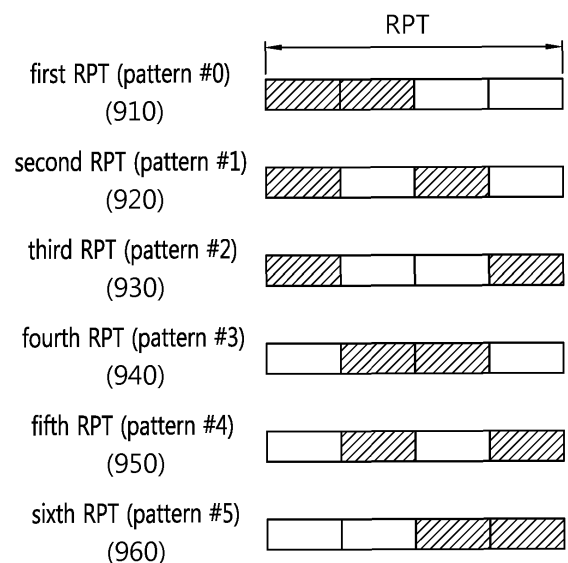 RPT
first RPT (pattern #0)
(910)
second RPT (pattern #1)
(920)
third RPT (pattern #2)
(930)
fourth RPT (pattern #3)
(940)
fifth RPT (pattern #4)
(950)
sixth RPT (pattern #5)
(960)